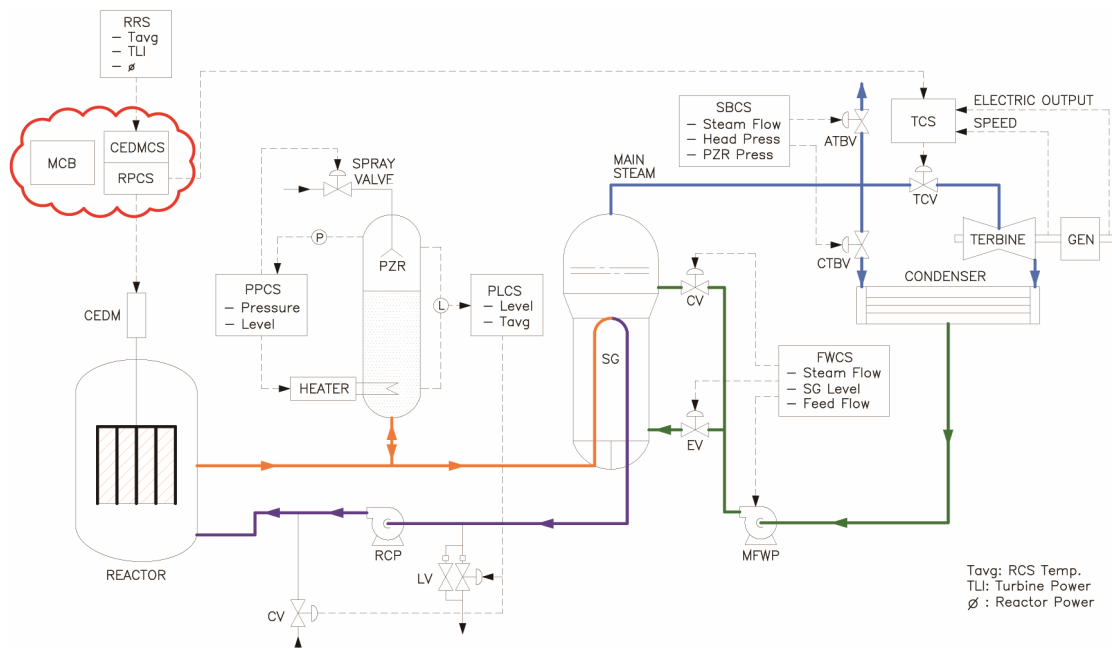 RRS
– Tavg
– TLI
– ϕ
MCB
CEDMCS
RPCS
CEDM
REACTOR
SPRAY
VALVE
P
PZR
PPCS
– Pressure
– Level
HEATER
L
PLCS
– Level
– Tavg
RCP
CV
LV
MAIN
STEAM
SG
CV
EV
SBCS
– Steam Flow
– Head Press
– PZR Press
ATBV
CTBV
TCS
ELECTRIC OUTPUT
SPEED
TCV
TERBINE
GEN
CONDENSER
FWCS
– Steam Flow
– SG Level
– Feed Flow
MFWP
Tavg: RCS Temp.
TLI: Turbine Power
ϕ : Reactor Power